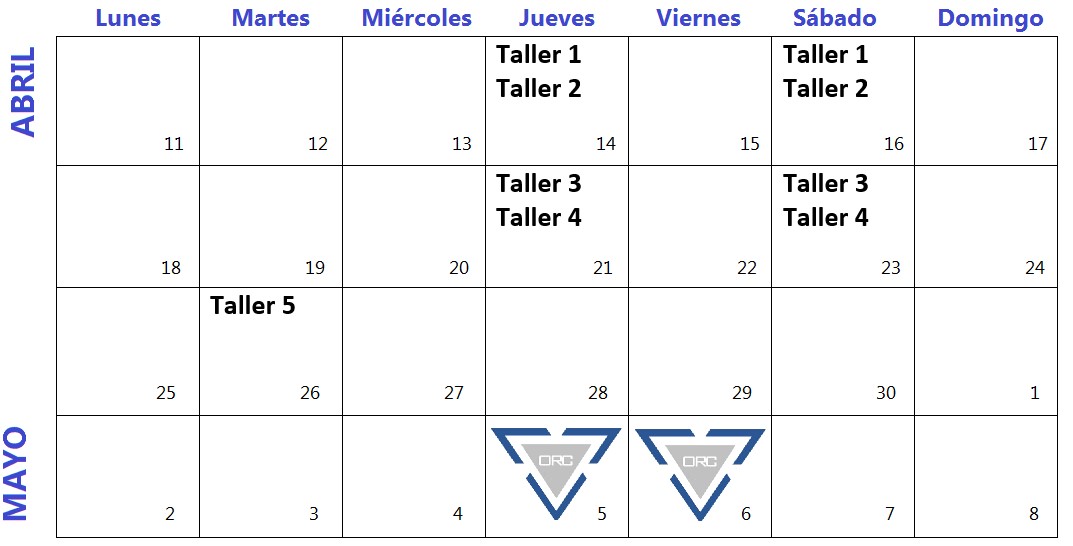 Lunes Martes Miércoles Jueves Viernes Sábado Domingo
ABRIL
Taller 1 Taller 1
Taller 2 Taller 2
11 12 13 14 15 16 17
Taller 3 Taller 3
Taller 4 Taller 4
18 19 20 21 22 23 24
Taller 5
25 26 27 28 29 30 1
MAYO
ORC ORC
2 3 4 5 6 7 8